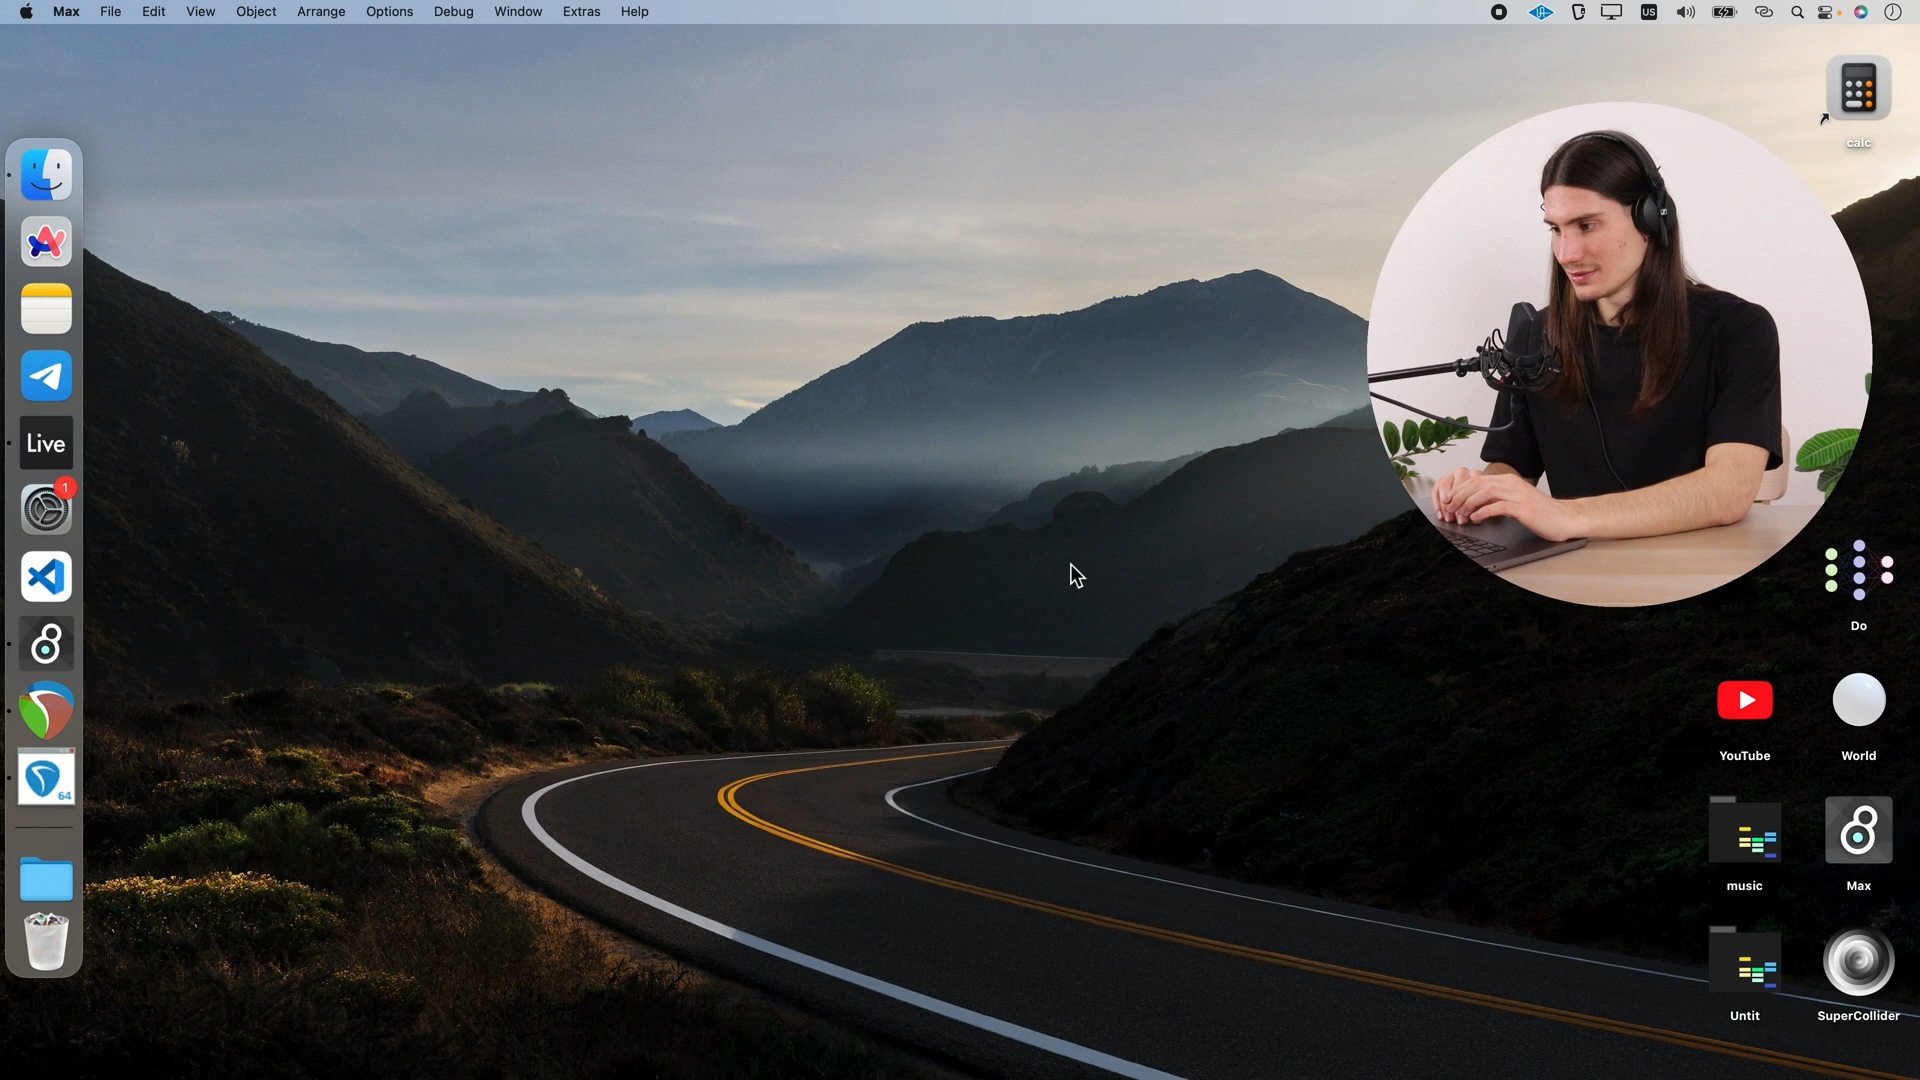 Max File Edit View Object Arrange Options Debug Window Extras Help
US
calc
Live
1
64
Do
YouTube
World
music
Max
Untit
SuperCollider